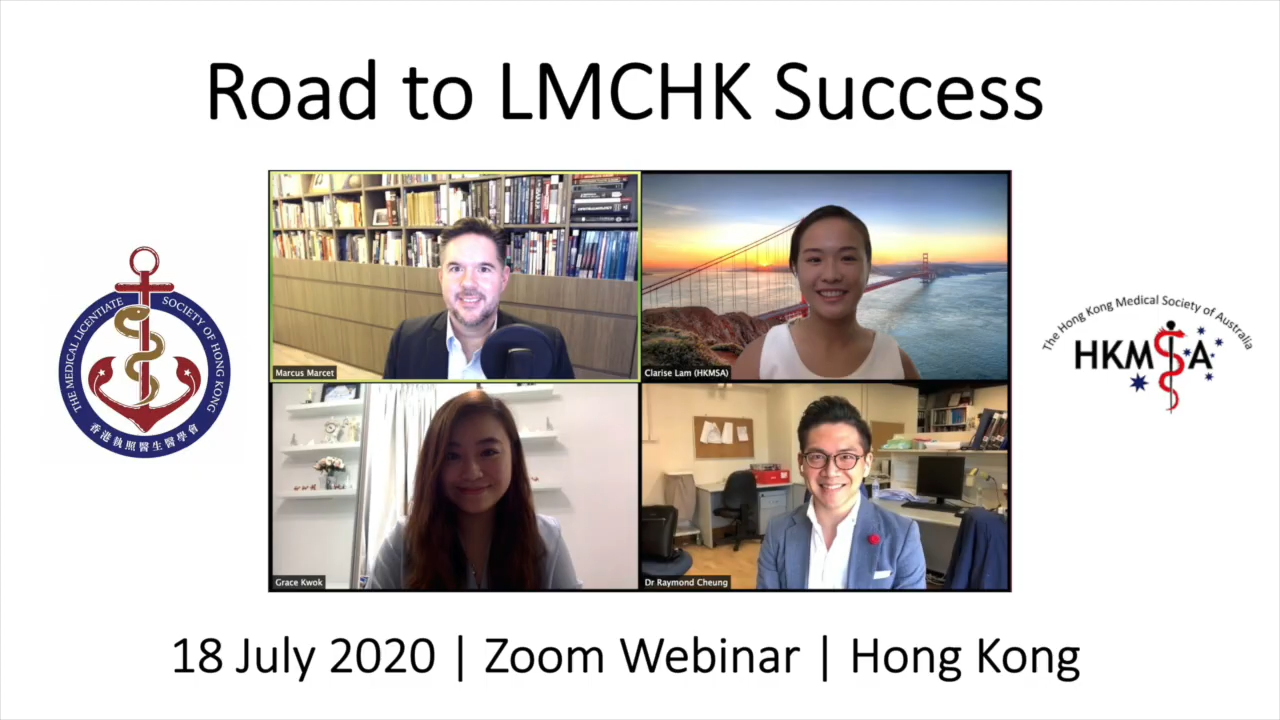 Road to LMCHK Success
THE MEDICAL LICENTIATE SOCIETY OF HONG KONG
香港執照醫生醫學會
Marcus Marcet
Clarise Lam (HKMSA)
Grace Kwok
Dr Raymond Cheung
The Hong Kong Medical Society of Australia
HKMSA
18 July 2020 | Zoom Webinar | Hong Kong